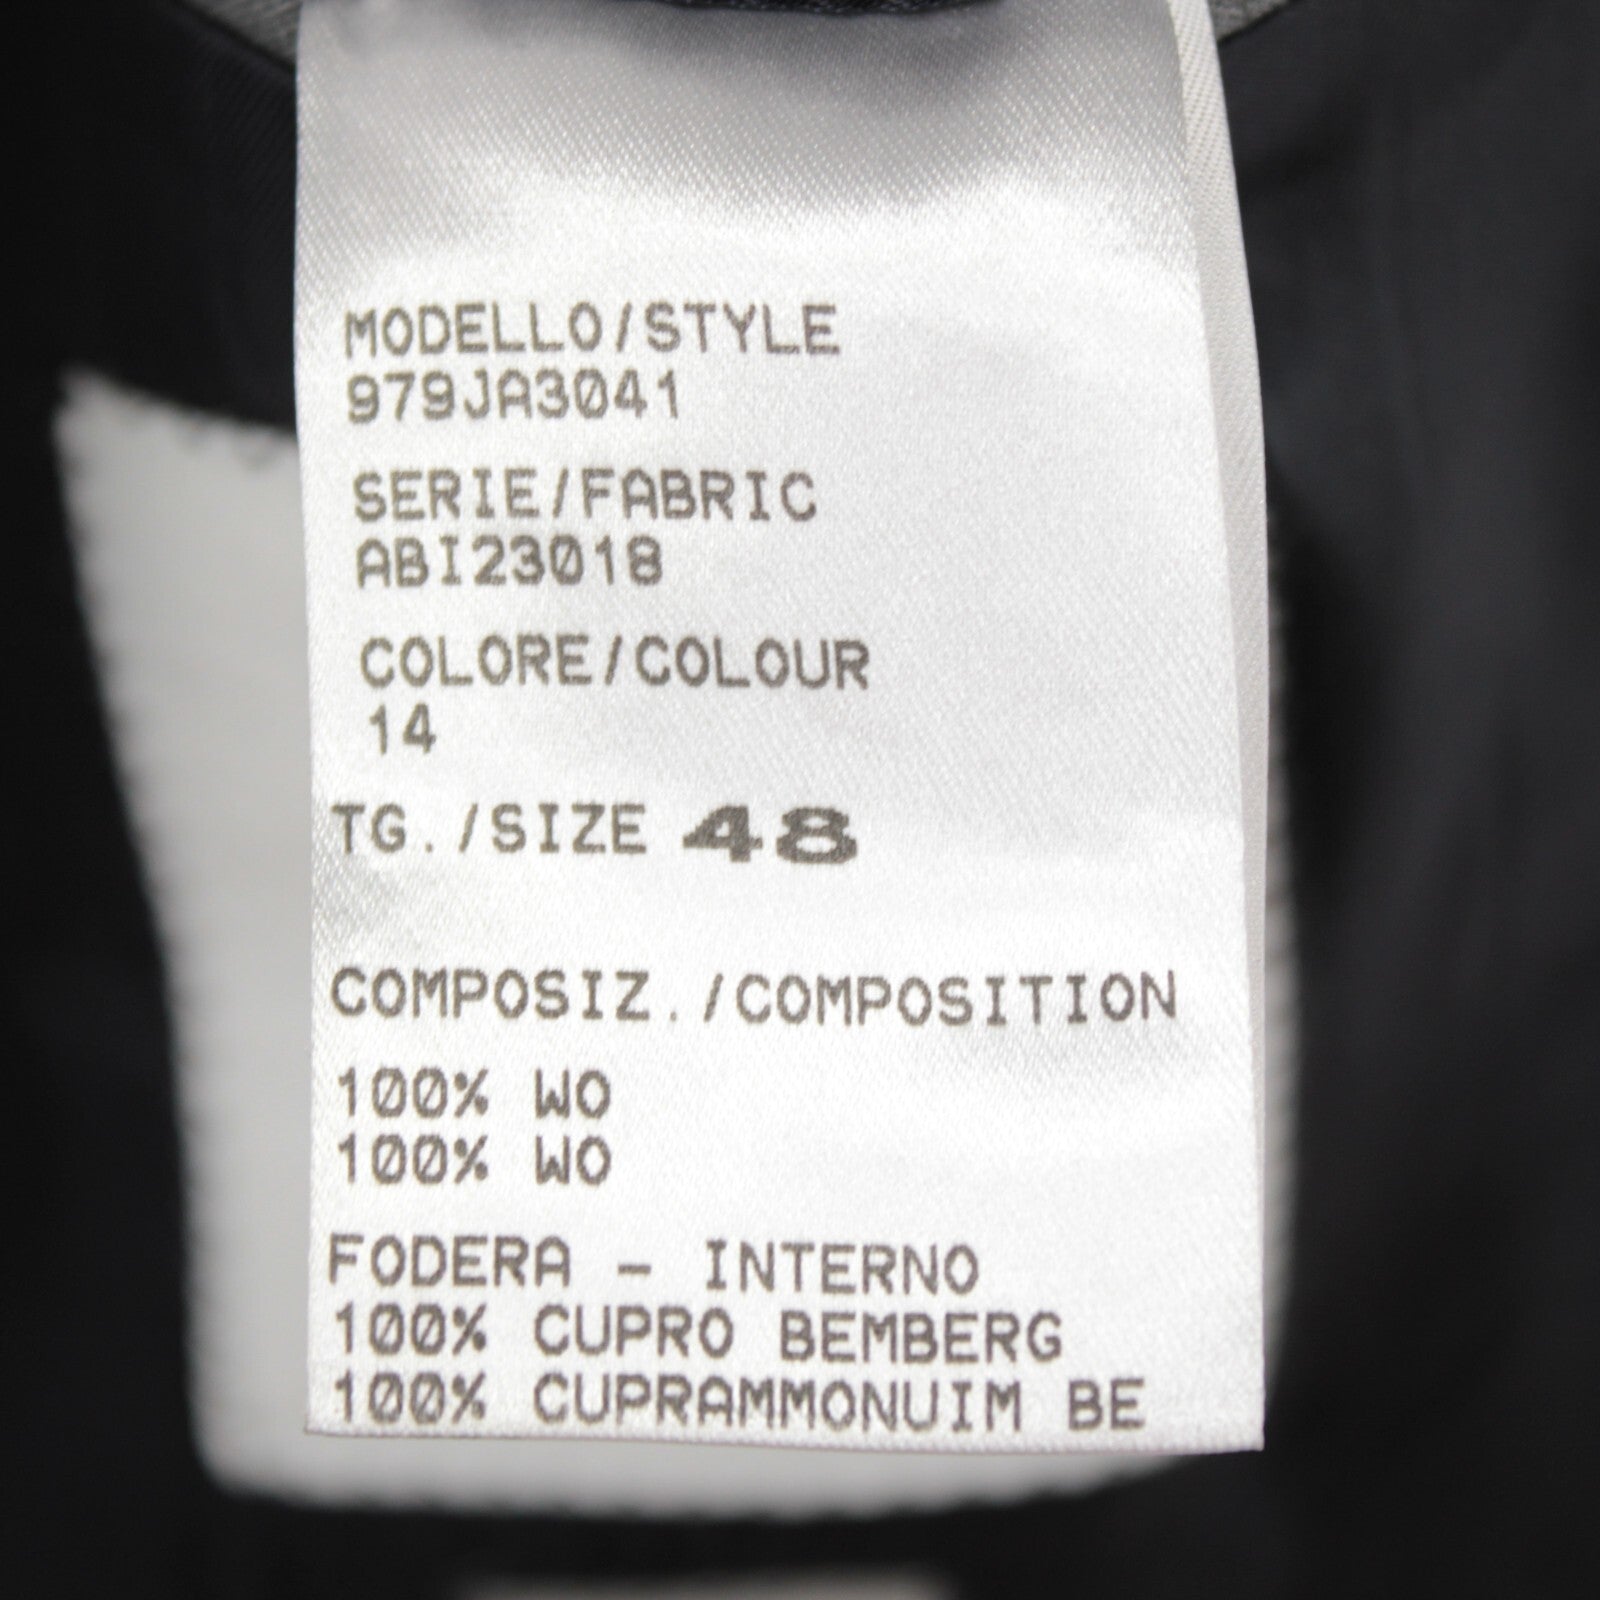 MODELLO/STYLE
979JA3041
SERIE/FABRIC
ABI23018
COLORE/COLOUR
14
TG./SIZE 48
COMPOSIZ./COMPOSITION
100% WO
100% WO
FODERA - INTERNO
100% CUPRO BEMBERG
100% CUPRAMMONUIM BE